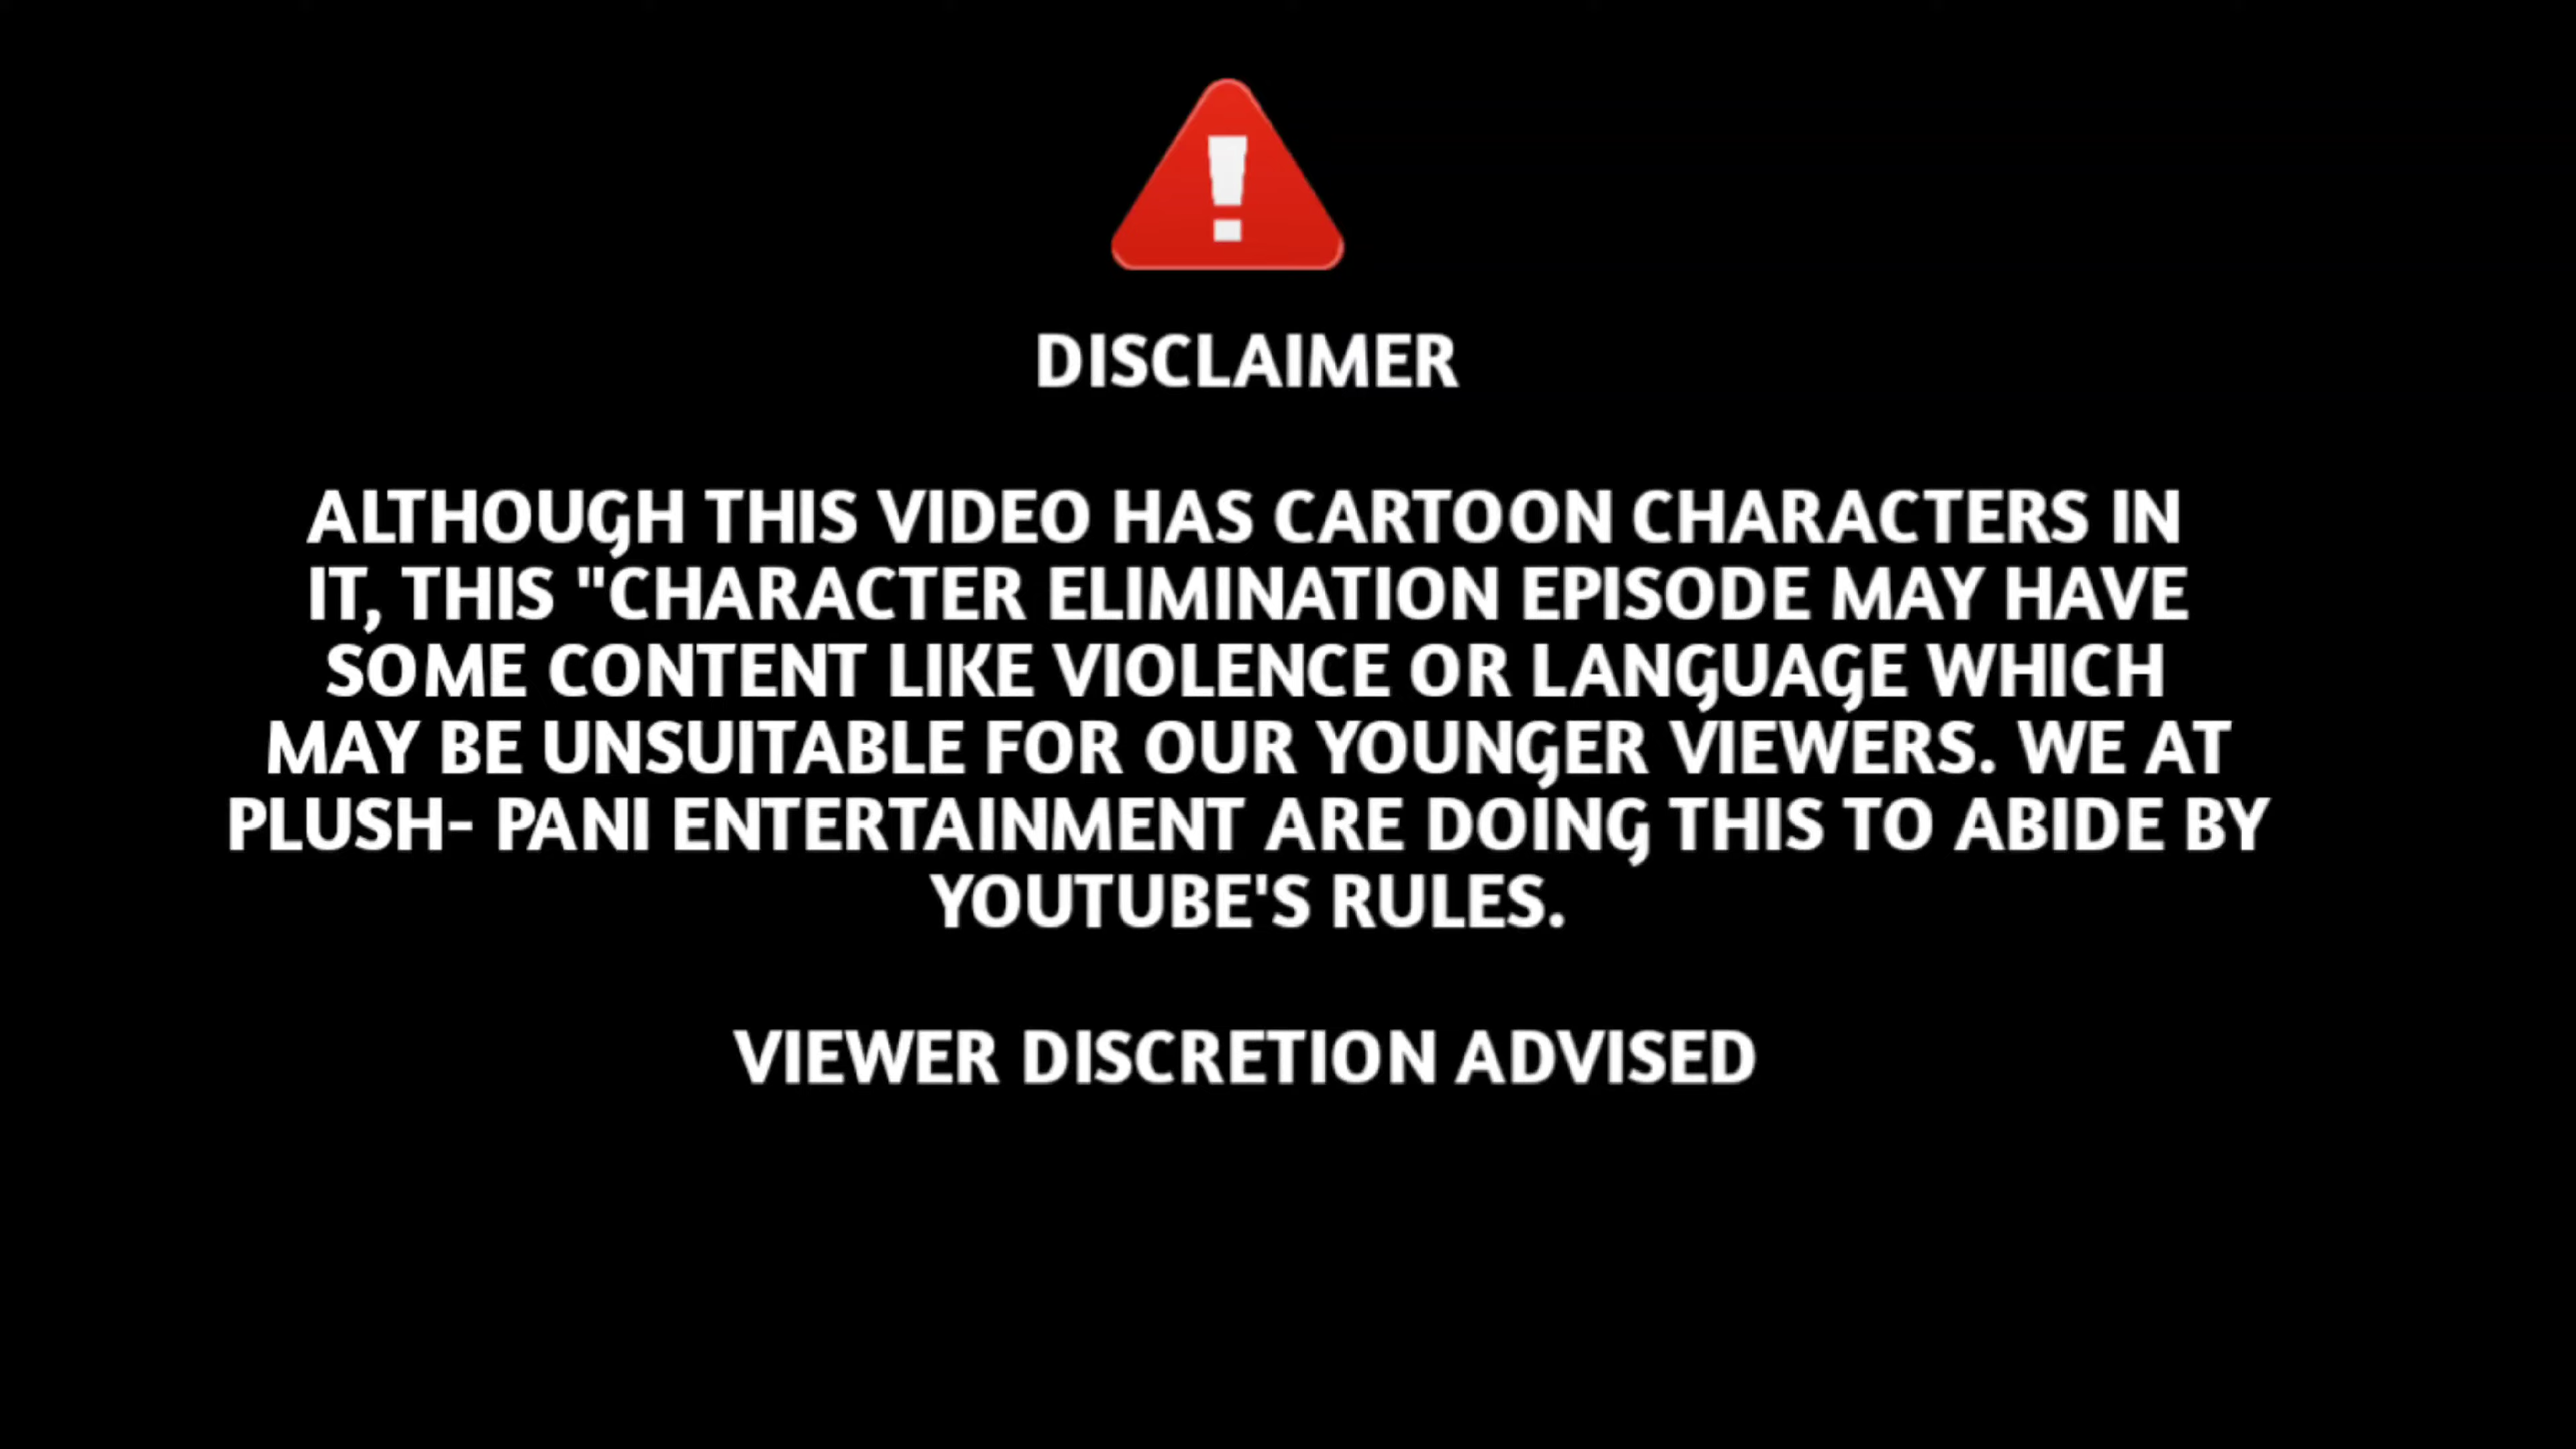 !
DISCLAIMER
ALTHOUGH THIS VIDEO HAS CARTOON CHARACTERS IN
IT, THIS "CHARACTER ELIMINATION EPISODE MAY HAVE
SOME CONTENT LIKE VIOLENCE OR LANGUAGE WHICH
MAY BE UNSUITABLE FOR OUR YOUNGER VIEWERS. WE AT
PLUSH- PANI ENTERTAINMENT ARE DOING THIS TO ABIDE BY
YOUTUBE'S RULES.
VIEWER DISCRETION ADVISED